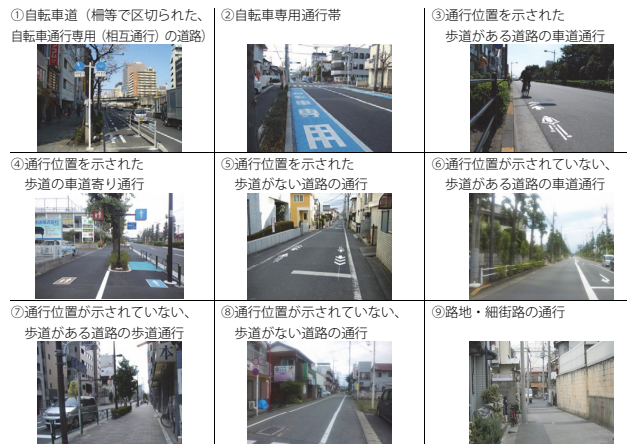 ①自転車道（柵等で区切られた、
自転車通行専用（相互通行）の道路）
②自転車専用通行帯
③通行位置を示された
歩道がある道路の車道通行
自転車専用
④通行位置を示された
歩道の車道寄り通行
⑤通行位置を示された
歩道がない道路の通行
⑥通行位置が示されていない、
歩道がある道路の車道通行
⑦通行位置が示されていない、
歩道がある道路の歩道通行
⑧通行位置が示されていない、
歩道がない道路の通行
⑨路地・細街路の通行